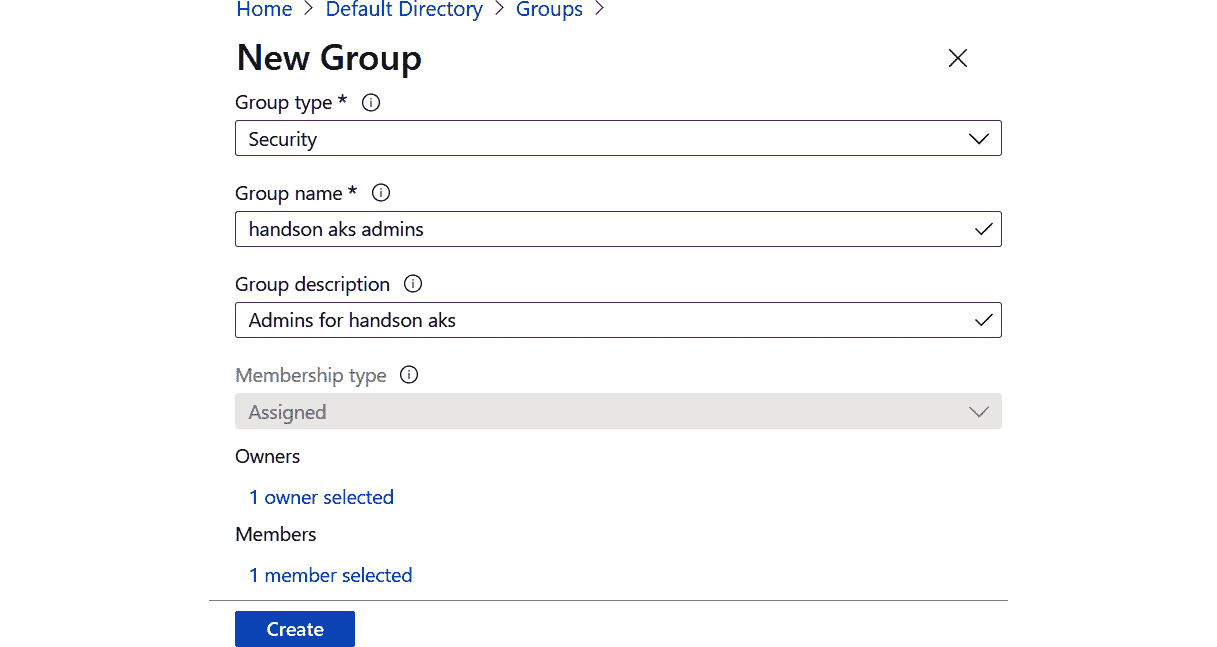 Home > Default Directory > Groups >
New Group
Group type *
Security
Group name *
handson aks admins
Group description
Admins for handson aks
Membership type
Assigned
Owners
1 owner selected
Members
1 member selected
Create